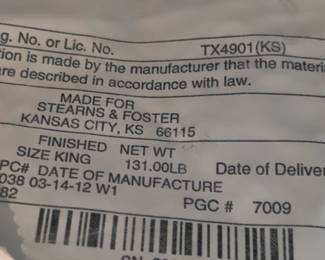 g. No. or Lic. No. TX4901(KS)
tion is made by the manufacturer that the materia
are described in accordance with law.
MADE FOR
STEARNS & FOSTER
KANSAS CITY, KS 66115
FINISHED NET WT
SIZE KING 131.00LB Date of Deliver
PC# DATE OF MANUFACTURE
038 03-14-12 W1
82 PGC # 7009